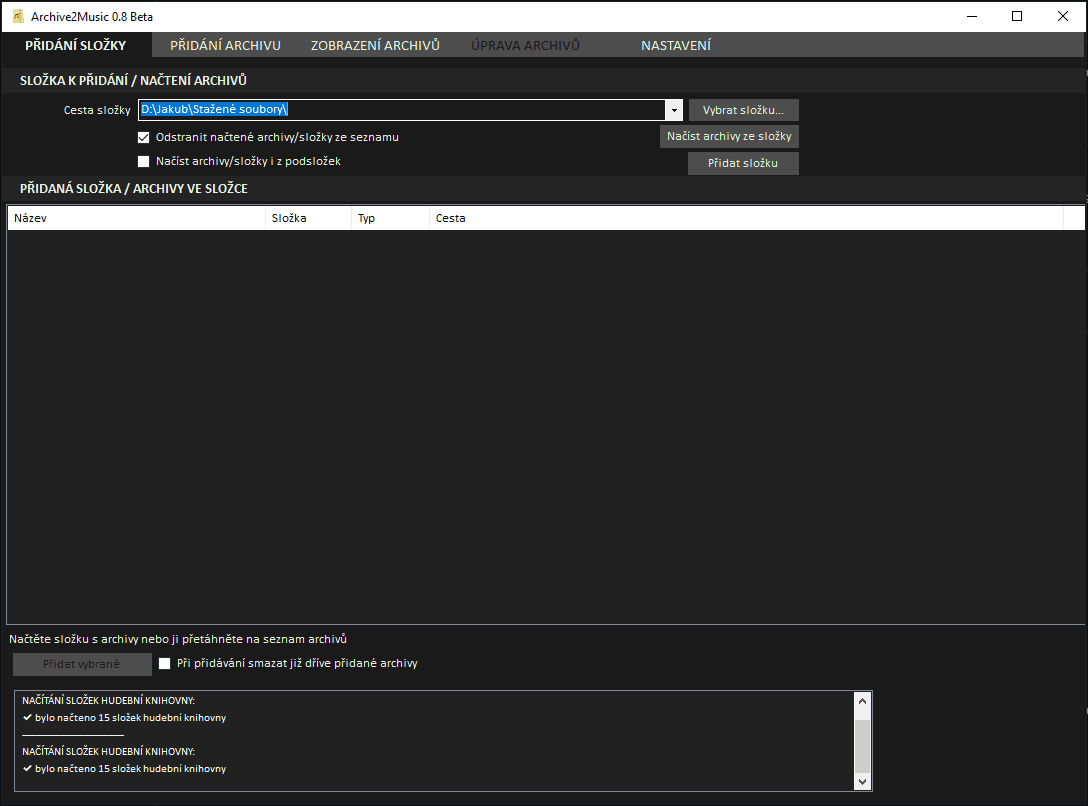 Archive2Music 0.8 Beta
PŘIDÁNÍ SLOŽKY PŘIDÁNÍ ARCHIVU ZOBRAZENÍ ARCHIVŮ ÚPRAVA ARCHIVŮ NASTAVENÍ
SLOŽKA K PŘIDÁNÍ / NAČTENÍ ARCHIVŮ
Cesta složky D:\Jakub\Stažené soubory\ Vybrat složku...
Odstranit načtené archivy/složky ze seznamu Načíst archivy ze složky
Načíst archivy/složky i z podsložek Přidat složku
PŘIDANÁ SLOŽKA / ARCHIVY VE SLOŽCE
Název Složka Typ Cesta
Načtěte složku s archivy nebo ji přetáhněte na seznam archivů
Přidat vybrané Při přidávání smazat již dříve přidané archivy
NAČÍTÁNÍ SLOŽEK HUDEBNÍ KNIHOVNY:
✔ bylo načteno 15 složek hudební knihovny
NAČÍTÁNÍ SLOŽEK HUDEBNÍ KNIHOVNY:
✔ bylo načteno 15 složek hudební knihovny